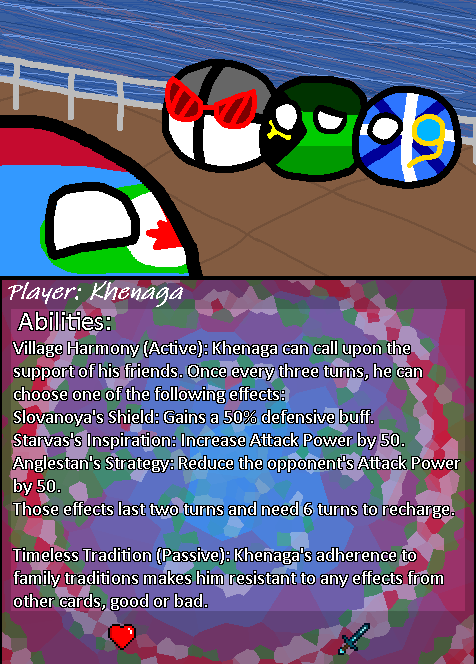 Player: Khenaga
Abilities:
Village Harmony (Active): Khenaga can call upon the
support of his friends. Once every three turns, he can
choose one of the following effects:
Slovanoya's Shield: Gains a 50% defensive buff.
Starvas's Inspiration: Increase Attack Power by 50.
Anglestan's Strategy: Reduce the opponent's Attack Power
by 50.
Those effects last two turns and need 6 turns to recharge.
Timeless Tradition (Passive): Khenaga's adherence to
family traditions makes him resistant to any effects from
other cards, good or bad.